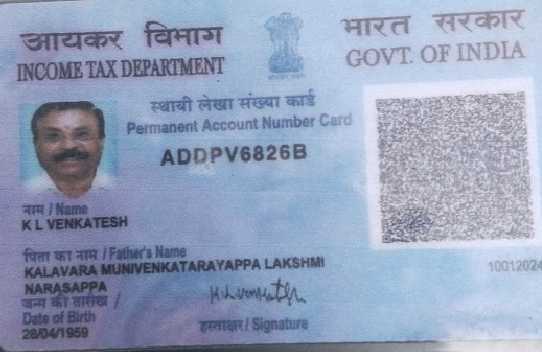 आयकर विभाग
INCOME TAX DEPARTMENT
भारत सरकार
GOVT. OF INDIA
स्थायी लेखा संख्या कार्ड
Permanent Account Number Card
ADDPV6826B
नाम / Name
K L VENKATESH
पिता का नाम / Father's Name
KALAVARA MUNIVENKATARAYAPPA LAKSHMI
NARASAPPA
जन्म की तारीख /
Date of Birth
28/04/1959
हस्ताक्षर / Signature
10012024